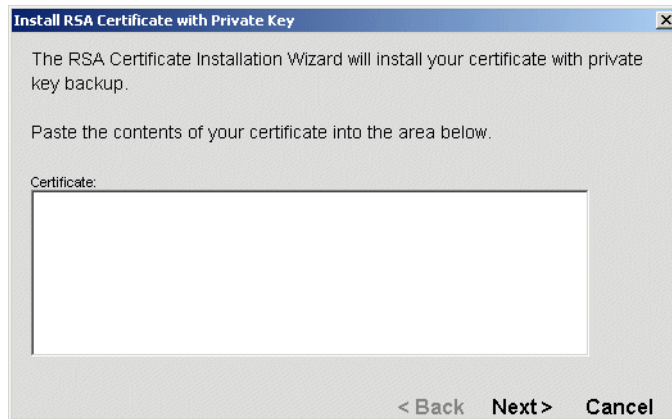 Install RSA Certificate with Private Key
The RSA Certificate Installation Wizard will install your certificate with private
key backup.
Paste the contents of your certificate into the area below.
Certificate:
< Back Next > Cancel